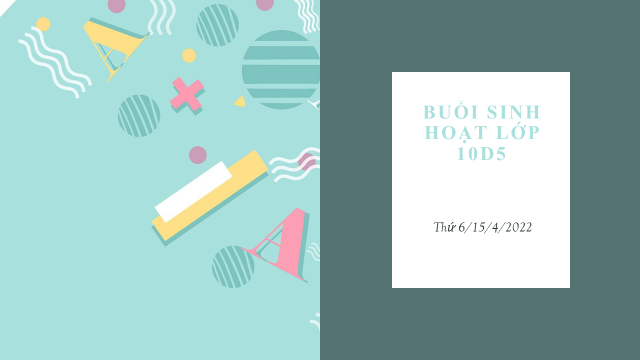 BUỔI SINH
HOẠT LỚP
10D5
Thứ 6/15/4/2022